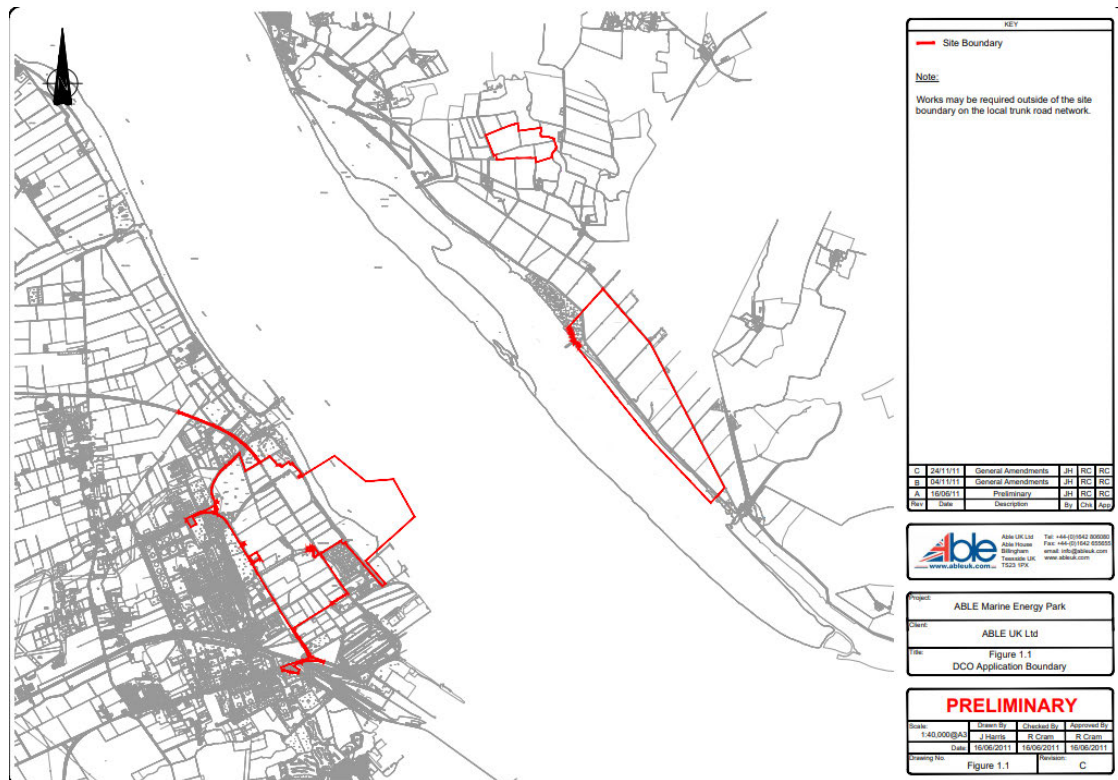 KEY
Site Boundary
Note:
Works may be required outside of the site
boundary on the local trunk road network.
C 24/11/11 General Amendments JH RC RC
B 04/11/11 General Amendments JH RC RC
A 16/06/11 Preliminary JH RC RC
Rev Date Description By Chk App
Able
www.ableuk.com
Able UK Ltd
Able House
Billingham
Teesside UK
TS23 1PX
Tel: +44-(0)1642 806080
Fax: +44-(0)1642 655655
email: info@ableuk.com
www.ableuk.com
Project:
ABLE Marine Energy Park
Client:
ABLE UK Ltd
Title:
Figure 1.1
DCO Application Boundary
PRELIMINARY
Scale: Drawn By Checked By Approved By
1:40,000@A3 J Harris R Cram R Cram
Date: 16/06/2011 16/06/2011 16/06/2011
Drawing No. Revision:
Figure 1.1 C